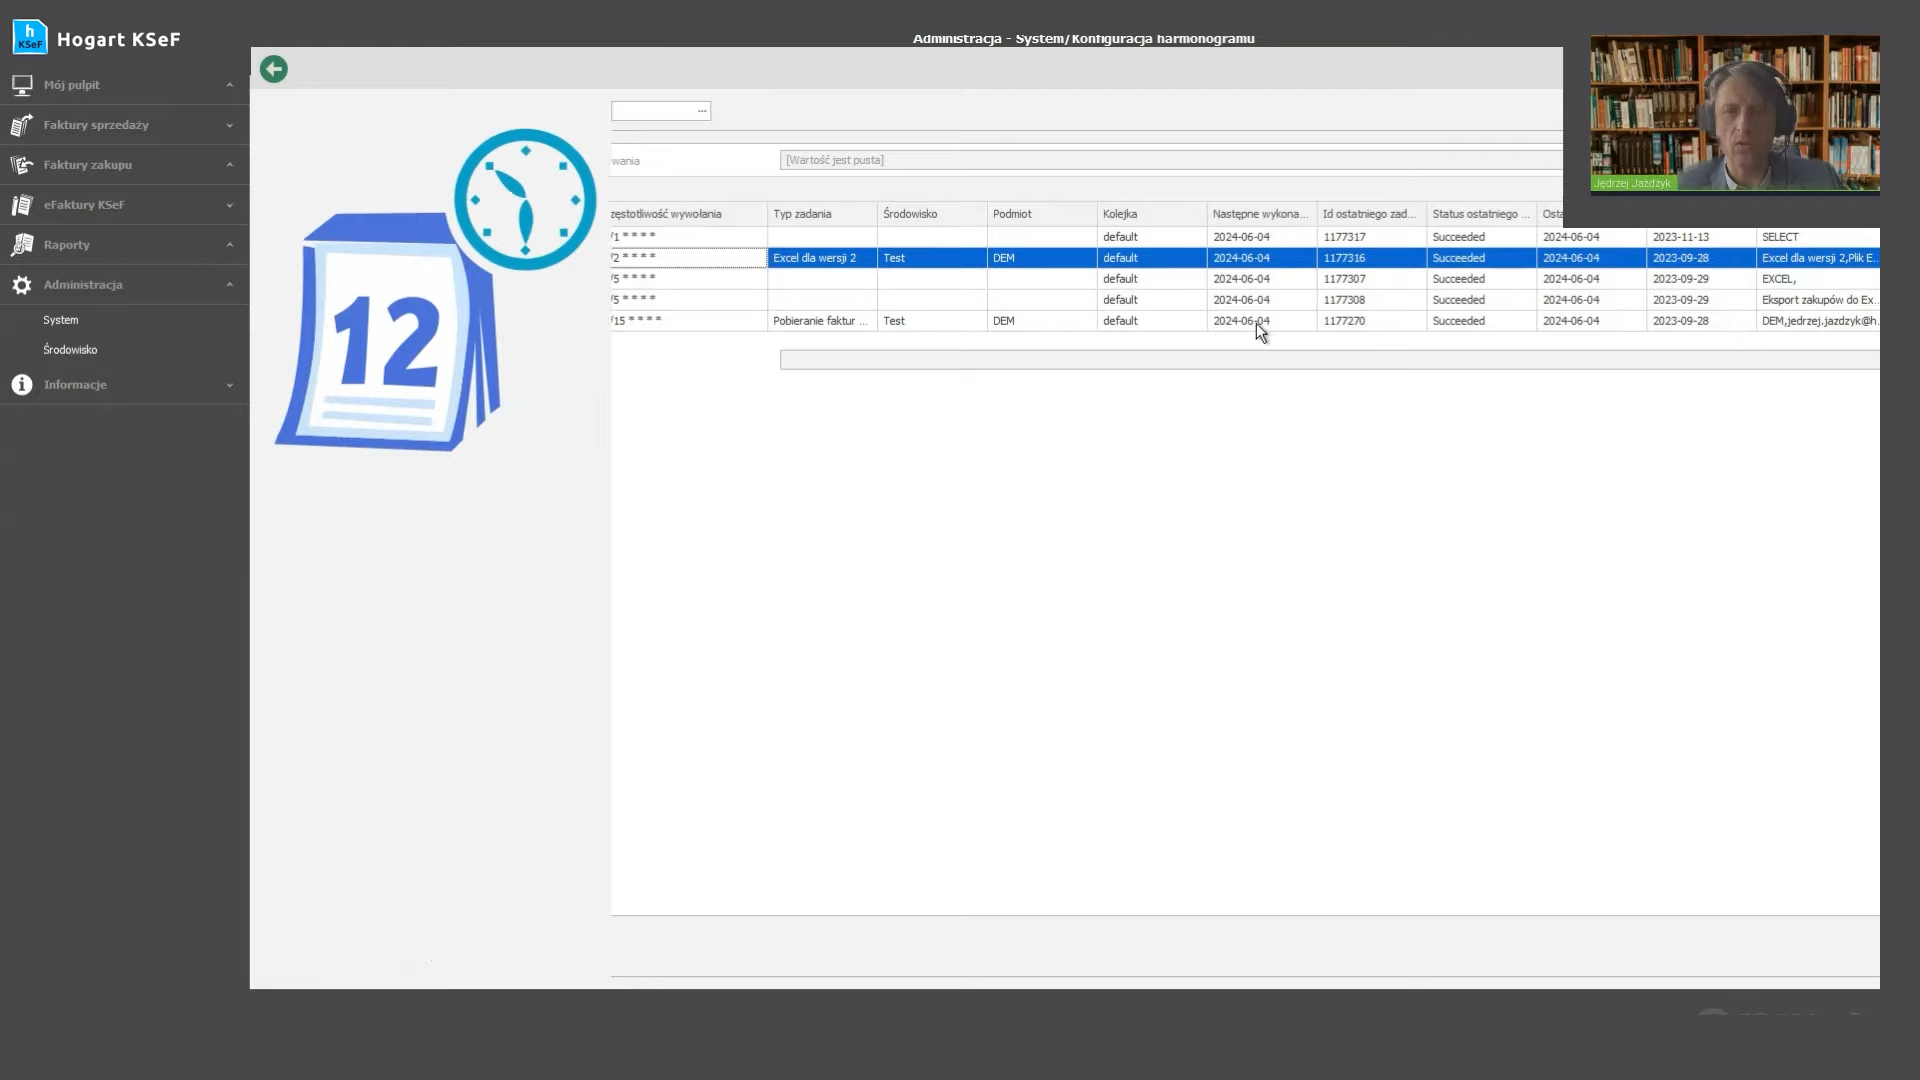 h
KSeF
Hogart KSeF
Administracja - System/Konfiguracja harmonogramu
Mój pulpit
Faktury sprzedaży
Faktury zakupu
eFaktury KSeF
Raporty
Administracja
System
Środowisko
Informacje
12
...
wania
[Wartość jest pusta]
zęstotliwość wywołania Typ zadania Środowisko Podmiot Kolejka Następne wykona... Id ostatniego zad... Status ostatniego ... Osta
/1 * * * * default 2024-06-04 1177317 Succeeded 2024-06-04 2023-11-13 SELECT
/2 * * * * Excel dla wersji 2 Test DEM default 2024-06-04 1177316 Succeeded 2024-06-04 2023-09-28 Excel dla wersji 2,Plik E...
/5 * * * * default 2024-06-04 1177307 Succeeded 2024-06-04 2023-09-29 EXCEL,
/5 * * * * default 2024-06-04 1177308 Succeeded 2024-06-04 2023-09-29 Eksport zakupów do Ex...
/15 * * * * Pobieranie faktur ... Test DEM default 2024-06-04 1177270 Succeeded 2024-06-04 2023-09-28 DEM,jedrzej.jazdzyk@h...
Jędrzej Jażdżyk